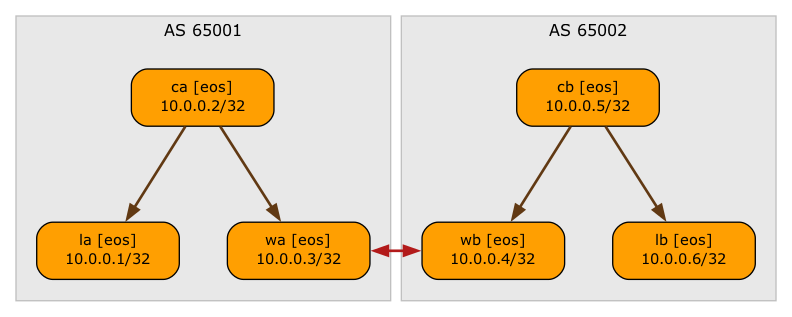 AS 65001
AS 65002
ca [eos]
10.0.0.2/32
cb [eos]
10.0.0.5/32
la [eos]
10.0.0.1/32
wa [eos]
10.0.0.3/32
wb [eos]
10.0.0.4/32
lb [eos]
10.0.0.6/32